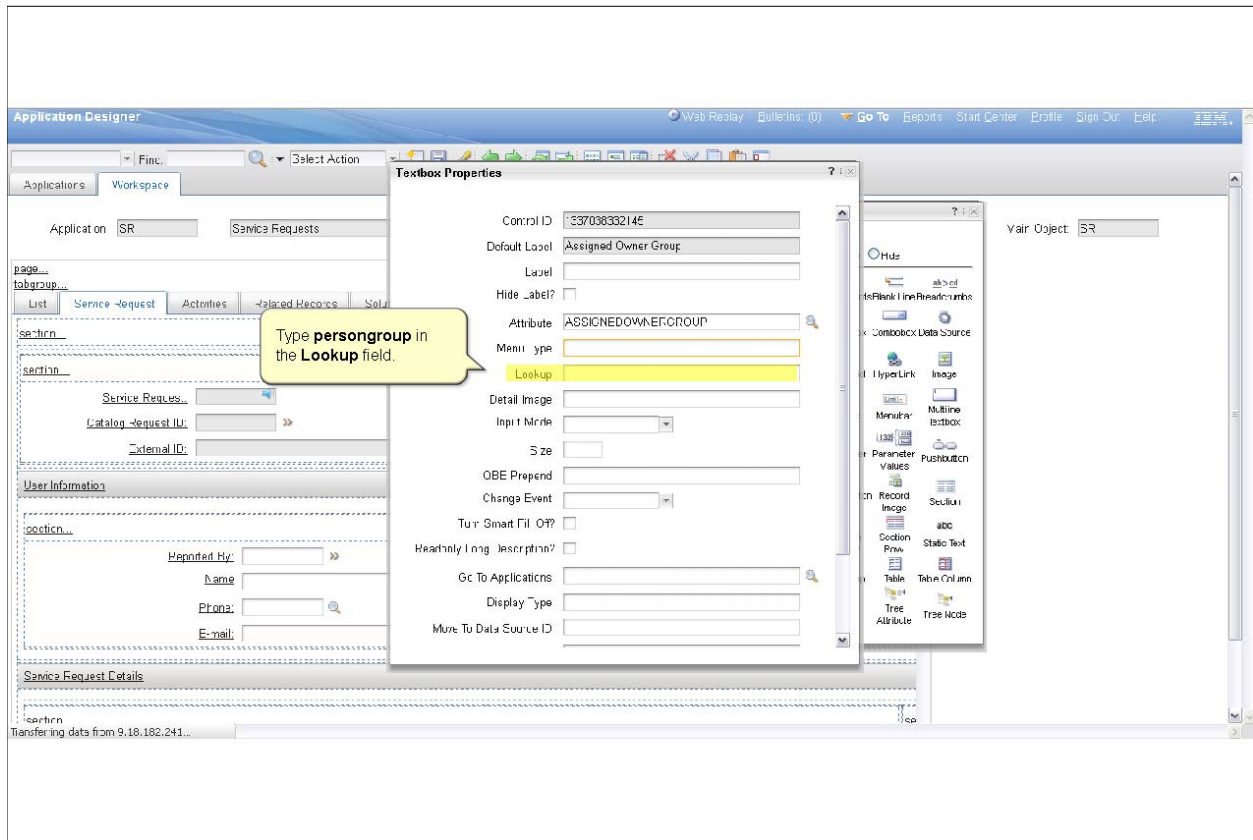 Application Designer
Web Replay Bulletins: (0) Go To Reports Start Center Profile Sign Out Help
IBM.
Find: Select Action
Applications Workspace
Application SR Service Requests
Main Object: SR
page...
tabgroup...
List Service Request Activities Related Records
section...
section...
Service Reques..
Catalog Request ID:
External ID:
User Information
section...
Reported By:
Name
Phone:
E-mail:
Service Request Details
section
se
Transferring data from 9.18.182.241...
Type persongroup in
the Lookup field.
Textbox Properties
Control ID 1337038332145
Default Label Assigned Owner Group
Label
Hide Label?
Attribute ASSIGNEDOWNERGROUP
Menu Type
Lookup
Detail Image
Input Mode
Size
OBE Prepend
Change Event
Turn Smart Fill Off?
Readonly Long Description?
Go To Applications
Display Type
Move To Data Source ID
Hide
Blank Line Breadcrumbs
Combobox Data Source
HyperLink Image
Menubar Multiline
textbox
Parameter
Values Pushbutton
Record
Image Section
abc
Section
Row Static Text
Table Table Column
Tree
Attribute Tree Node